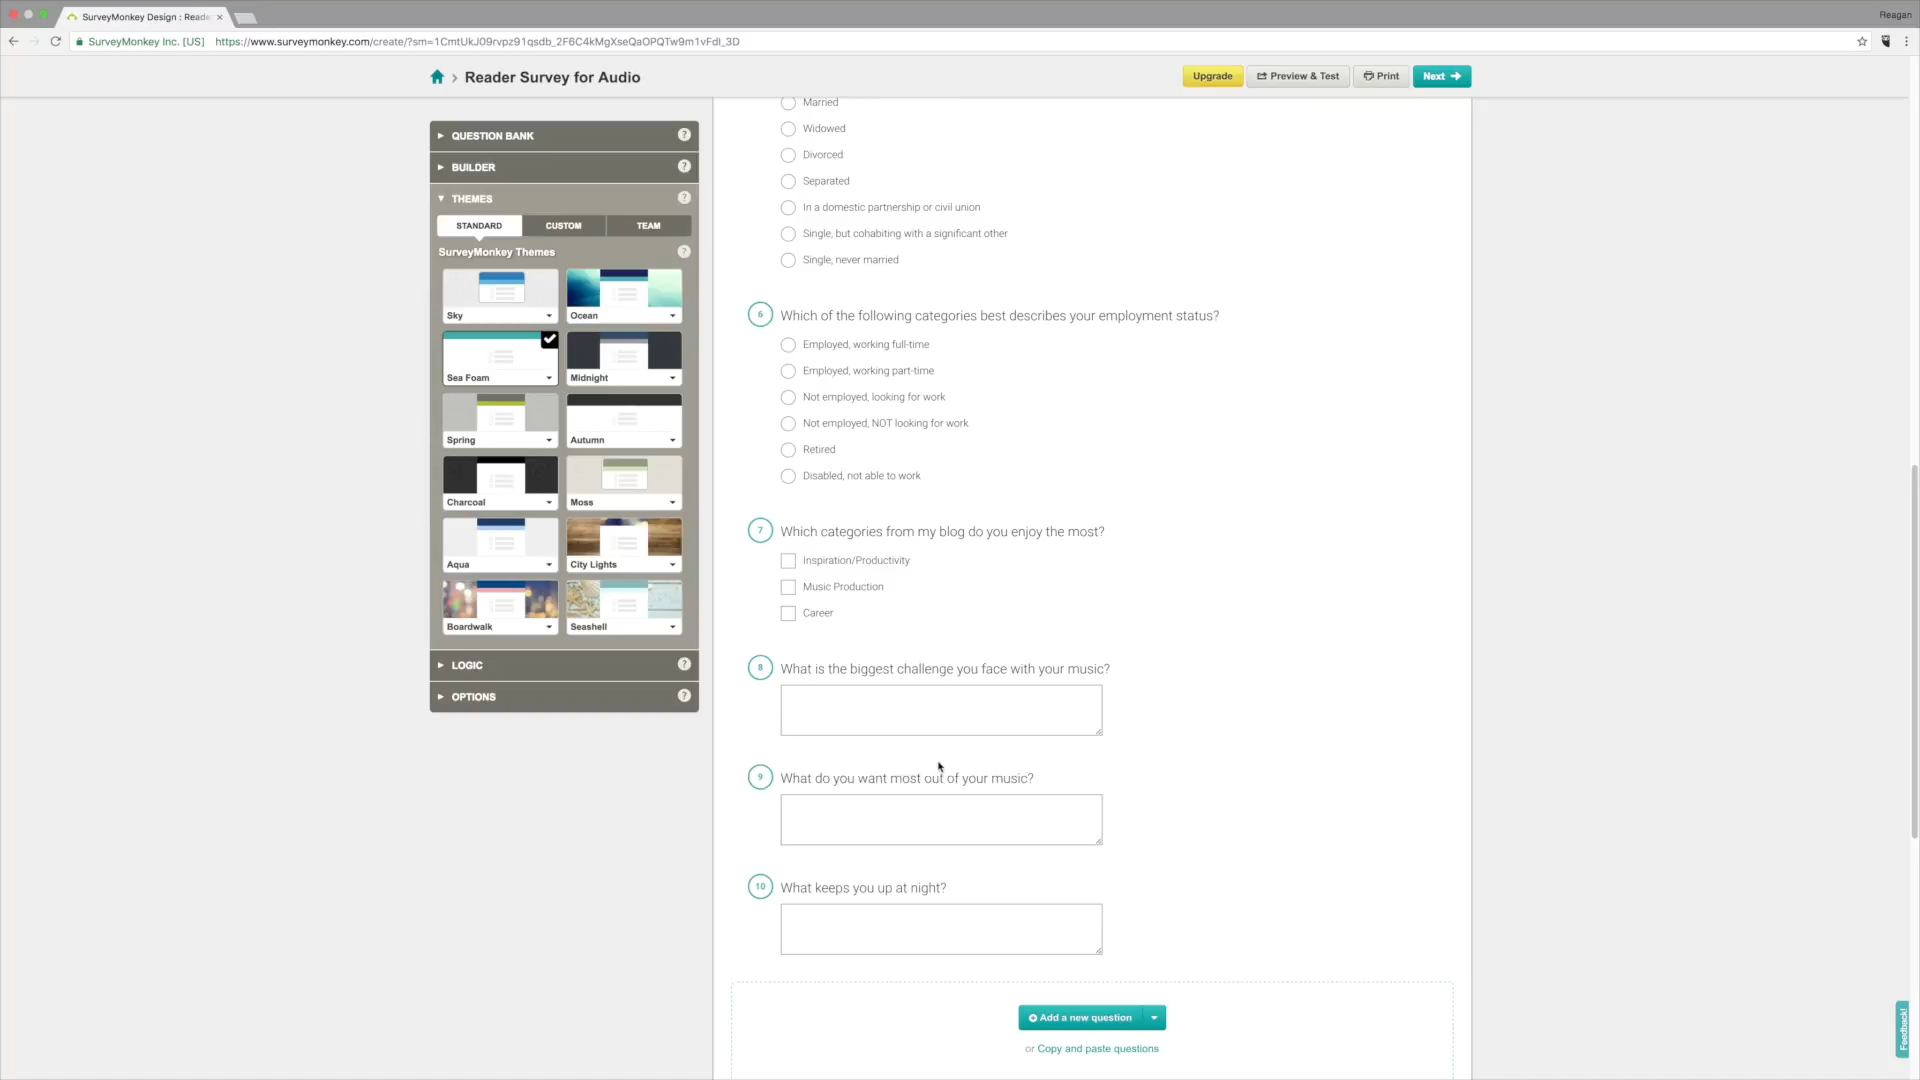 SurveyMonkey Design : Reade
Reagan
SurveyMonkey Inc. [US] https://www.surveymonkey.com/create/?sm=1CmtUkJ09rvpz91qsdb_2F6C4kMgXseQaOPQTw9m1vFdI_3D
Reader Survey for Audio
Upgrade
Preview & Test
Print
Next
QUESTION BANK
BUILDER
THEMES
STANDARD CUSTOM TEAM
SurveyMonkey Themes
Sky
Ocean
Sea Foam
Midnight
Spring
Autumn
Charcoal
Moss
Aqua
City Lights
Boardwalk
Seashell
LOGIC
OPTIONS
Married
Widowed
Divorced
Separated
In a domestic partnership or civil union
Single, but cohabiting with a significant other
Single, never married
6 Which of the following categories best describes your employment status?
Employed, working full-time
Employed, working part-time
Not employed, looking for work
Not employed, NOT looking for work
Retired
Disabled, not able to work
7 Which categories from my blog do you enjoy the most?
Inspiration/Productivity
Music Production
Career
8 What is the biggest challenge you face with your music?
9 What do you want most out of your music?
10 What keeps you up at night?
Add a new question
or Copy and paste questions
Feedback!